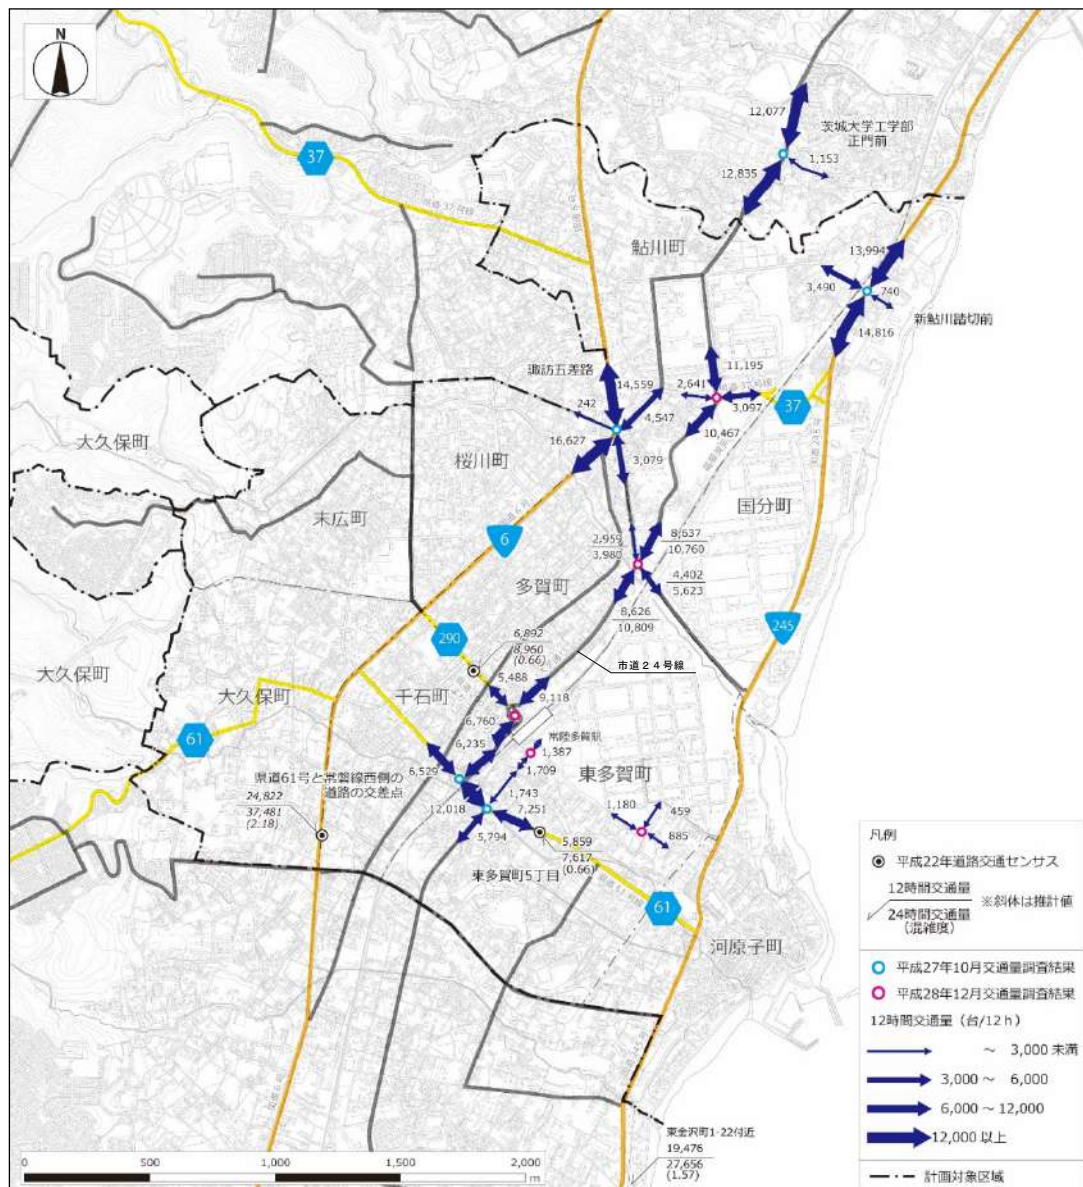 N
12,077
茨城大学工学部
正門前
1,153
12,835
37
県道37号線
鮎川町
13,994
3,490
740
新鮎川踏切前
14,816
諏訪五差路
14,559
242
4,547
16,627
3,079
11,195
2,641
3,097
37
10,467
大久保町
桜川町
末広町
国分町
6
2,955
3,980
8,637
10,760
4,402
5,623
多賀町
8,626
10,809
245
290
6,892
8,960
(0.66)
市道24号線
大久保町
大久保町
千石町
5,488
9,118
6,760
61
6,235
常陸多賀駅
1,387
6,529
1,709
東多賀町
県道61号と常磐線西側の
道路の交差点
24,822
37,481
(2.18)
1,743
12,018
7,251
1,180
459
885
5,794
5,859
7,617
(0.66)
東多賀町5丁目
61
河原子町
凡例
平成22年道路交通センサス
12時間交通量
24時間交通量
(混雑度)
※斜体は推計値
平成27年10月交通量調査結果
平成28年12月交通量調査結果
12時間交通量(台/12h)
~ 3,000 未満
3,000 ~ 6,000
6,000 ~ 12,000
12,000 以上
計画対象区域
東金沢町1-22付近
19,476
27,656
(1.57)
0 500 1,000 1,500 2,000
m